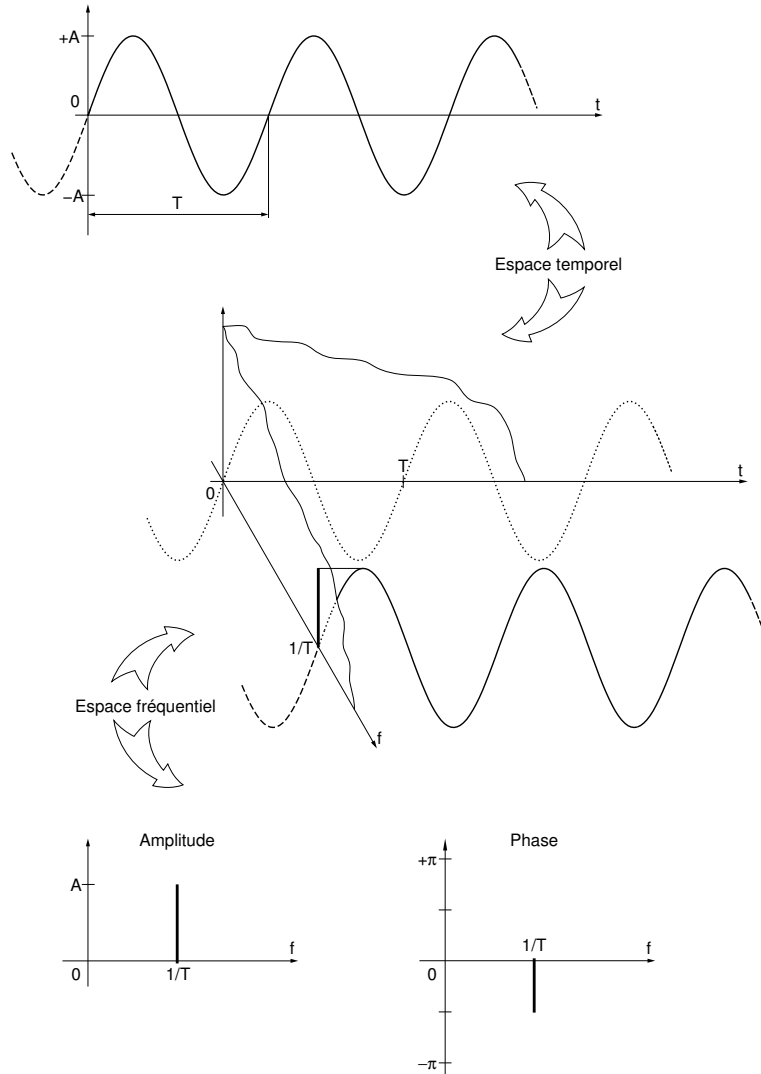 +A
0
t
−A
T
Espace temporel
T
0
t
1/T
Espace fréquentiel
f
Amplitude
Phase
+π
A
1/T
f
f
0
1/T
0
−π